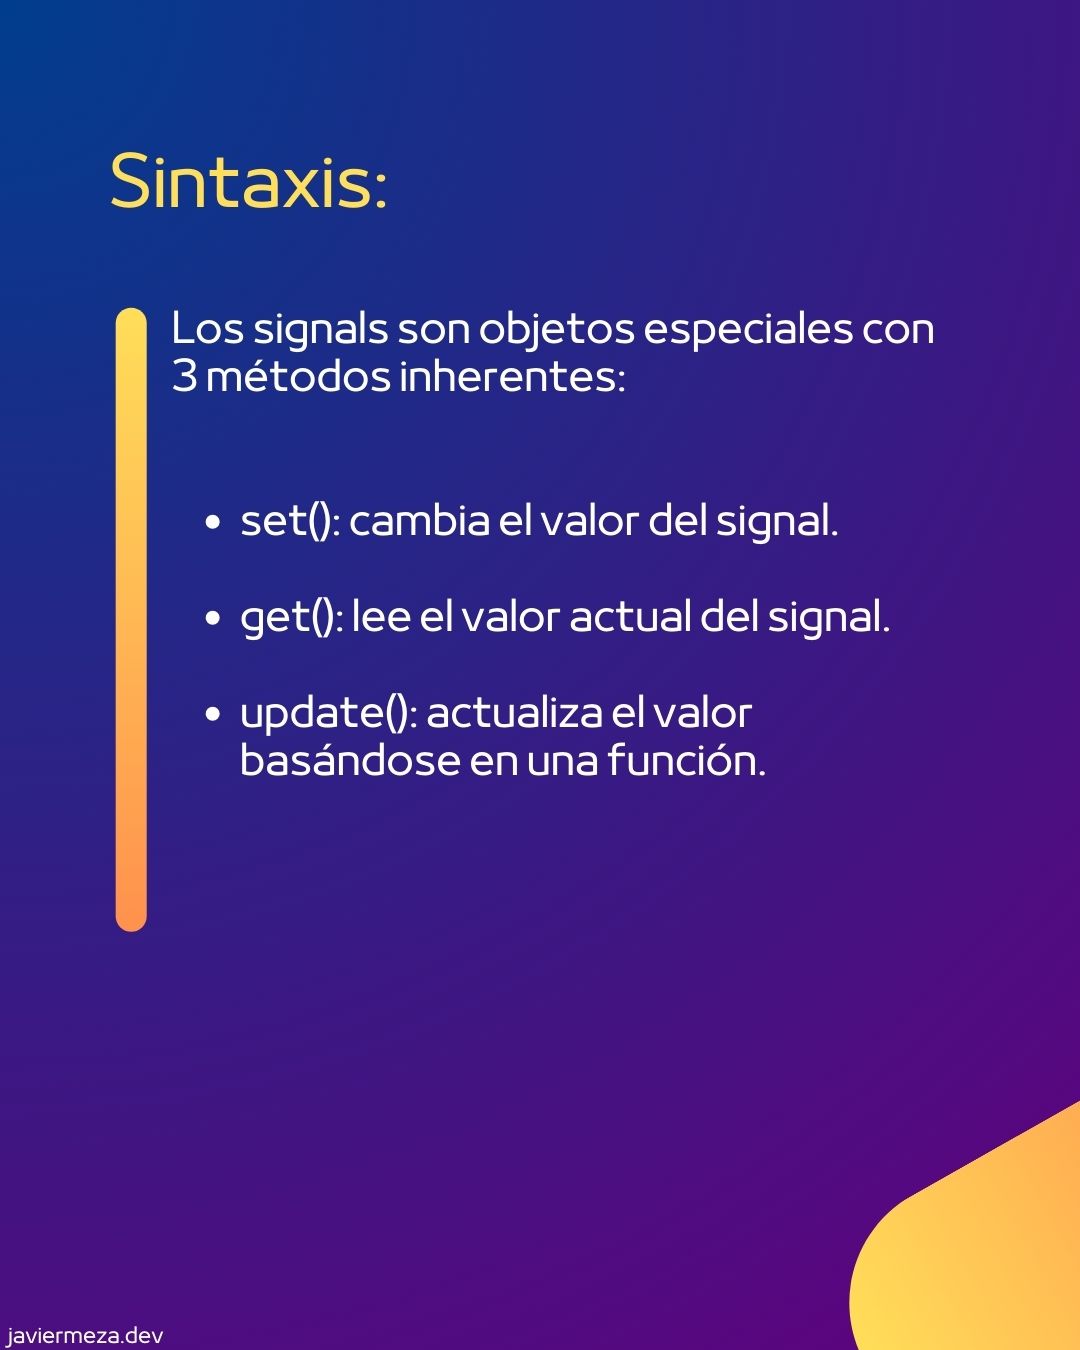 Sintaxis:
Los signals son objetos especiales con
3 métodos inherentes:
• set(): cambia el valor del signal.
• get(): lee el valor actual del signal.
• update(): actualiza el valor
basándose en una función.
javiermeza.dev